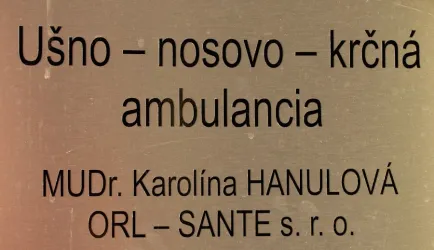 Ušno – nosovo – krčná
ambulancia
MUDr. Karolína HANULOVÁ
ORL – SANTE s. r. o.